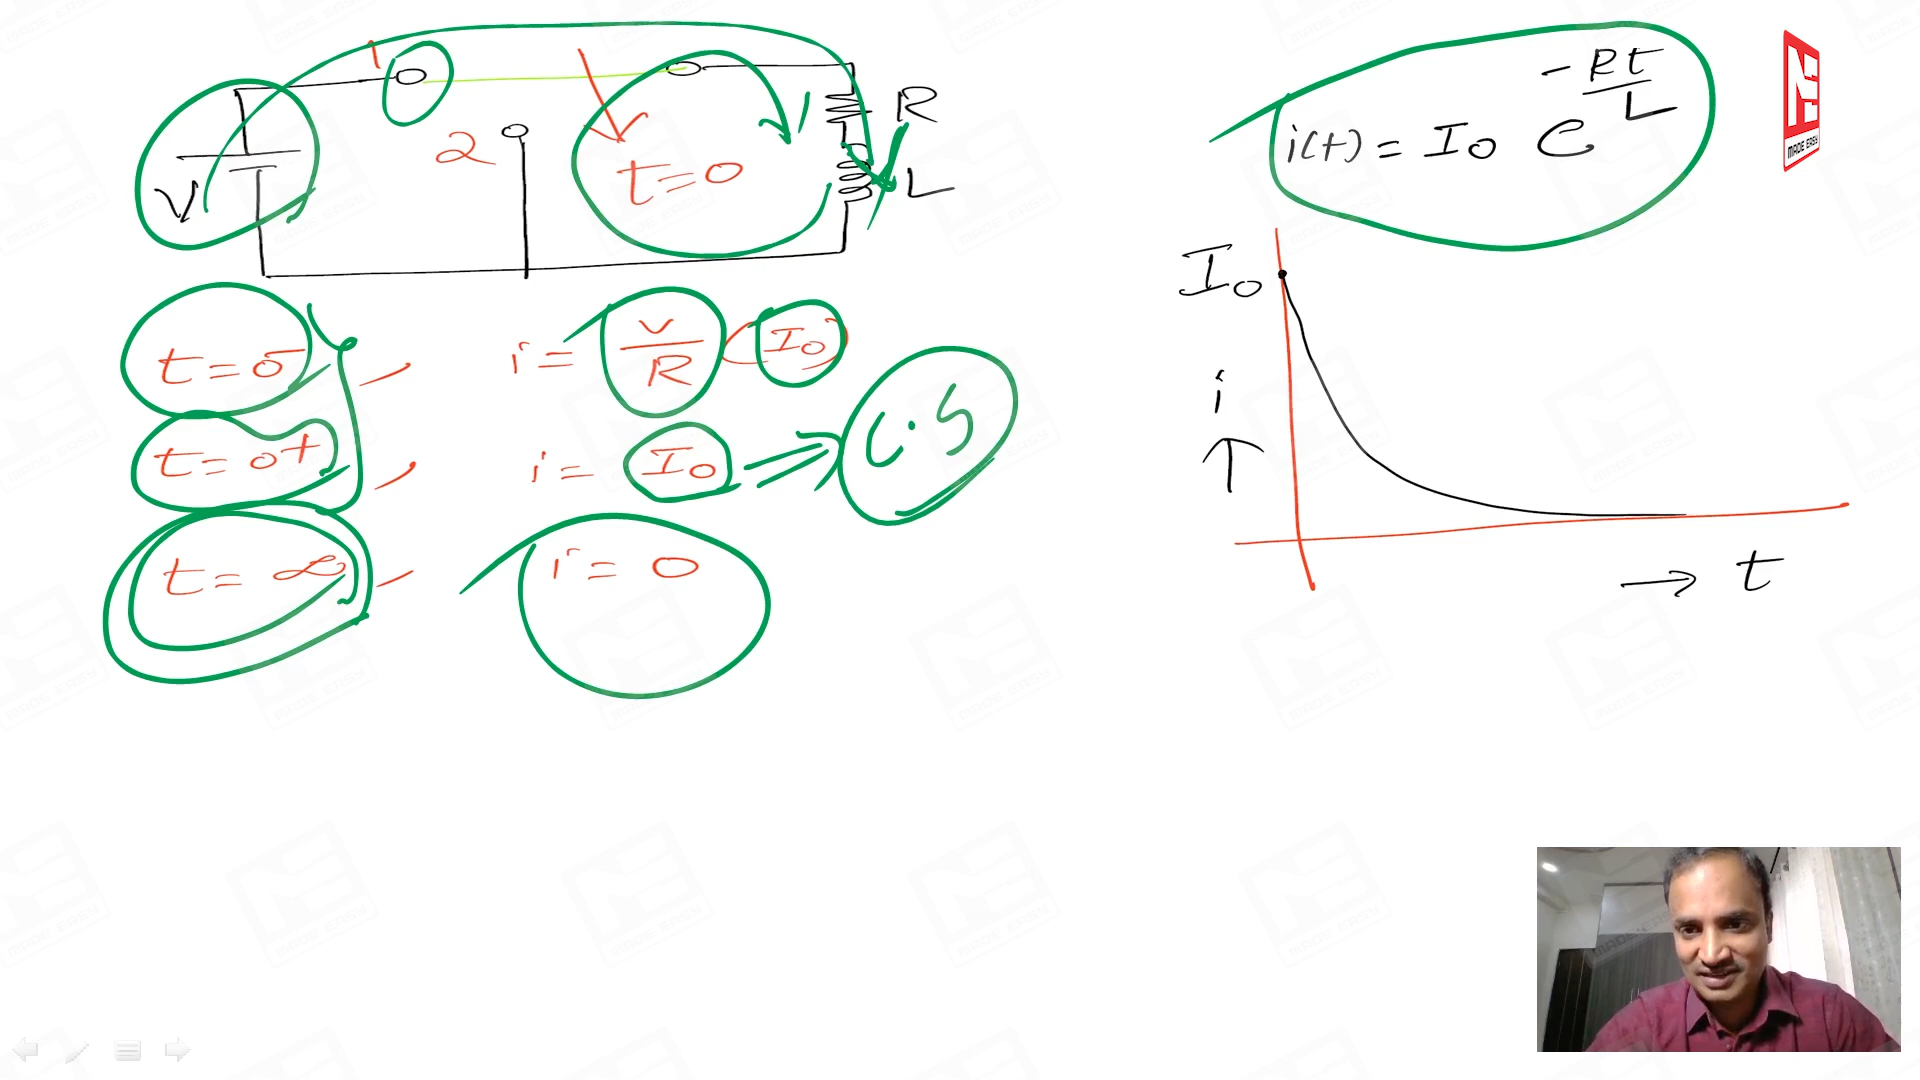 1
2
t=0
V
R
L
t=0⁻, i= V/R (I₀)
t=0+, i= I₀ ⇒ C.S
t=∞, i=0
i(t) = I₀ e^(-Rt/L)
I₀
i
↑
→ t
MADE EASY